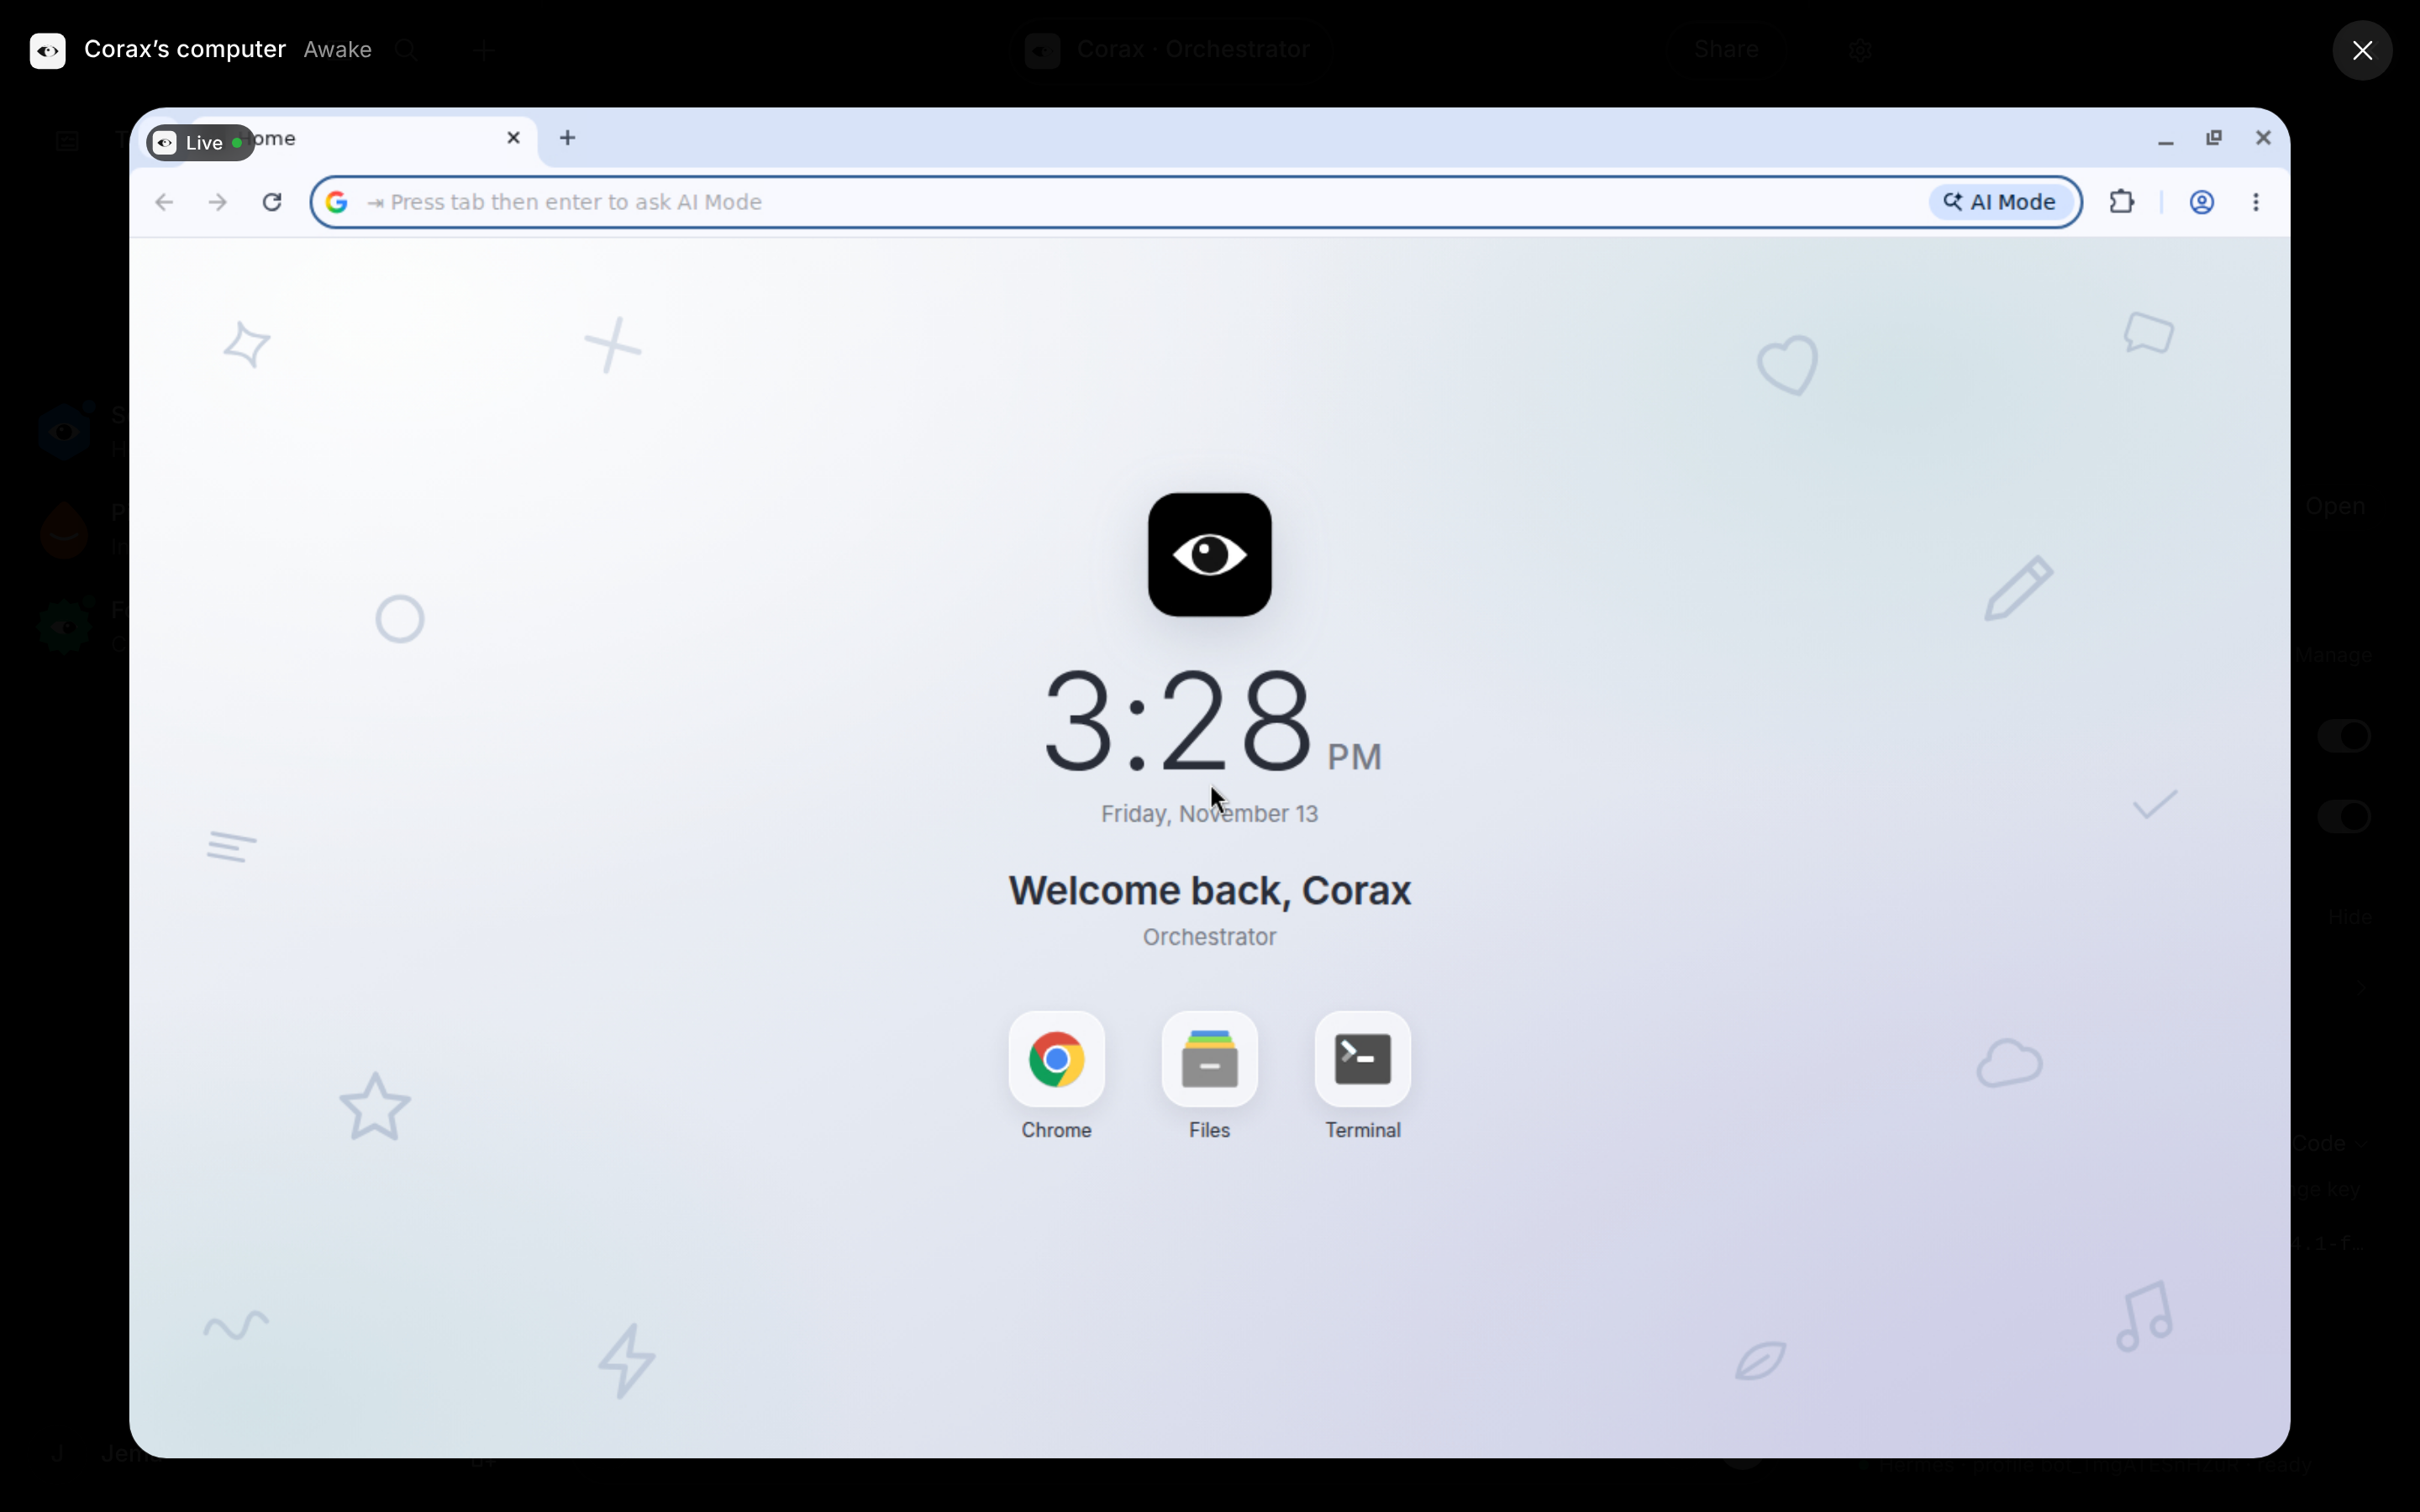 Corax’s computer Awake
Corax · Orchestrator
Share
Live
Home
⇥ Press tab then enter to ask AI Mode
AI Mode
Open
3:28 PM
Manage
Friday, November 13
Welcome back, Corax
Hide
Orchestrator
Chrome
Files
Terminal
Code